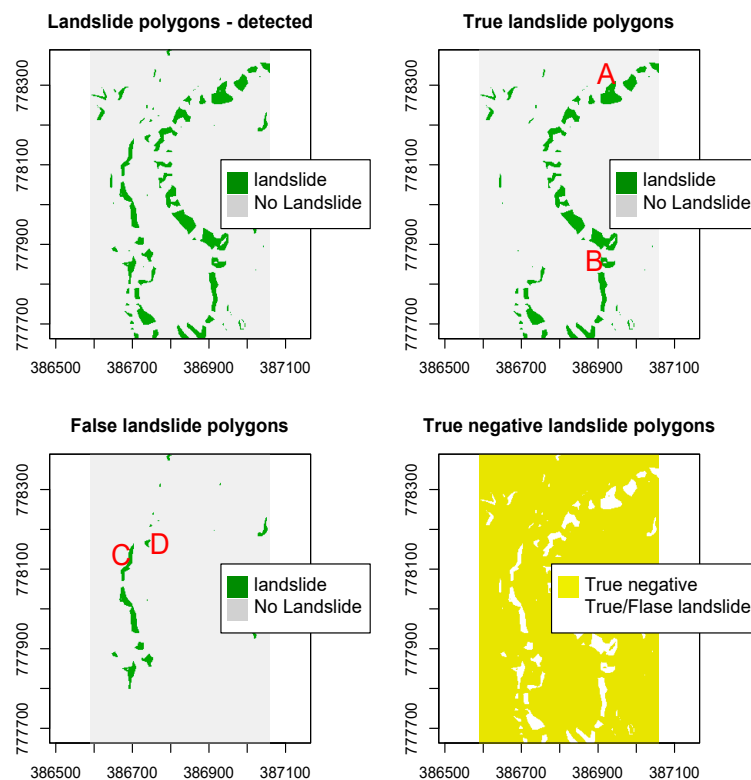 Landslide polygons - detected
778300
778100
777900
777700
landslide
No Landslide
386500 386700 386900 387100
True landslide polygons
778300
778100
777900
777700
A
B
landslide
No Landslide
386500 386700 386900 387100
False landslide polygons
778300
778100
777900
777700
C D
landslide
No Landslide
386500 386700 386900 387100
True negative landslide polygons
778300
778100
777900
777700
True negative
True/Flase landslide
386500 386700 386900 387100